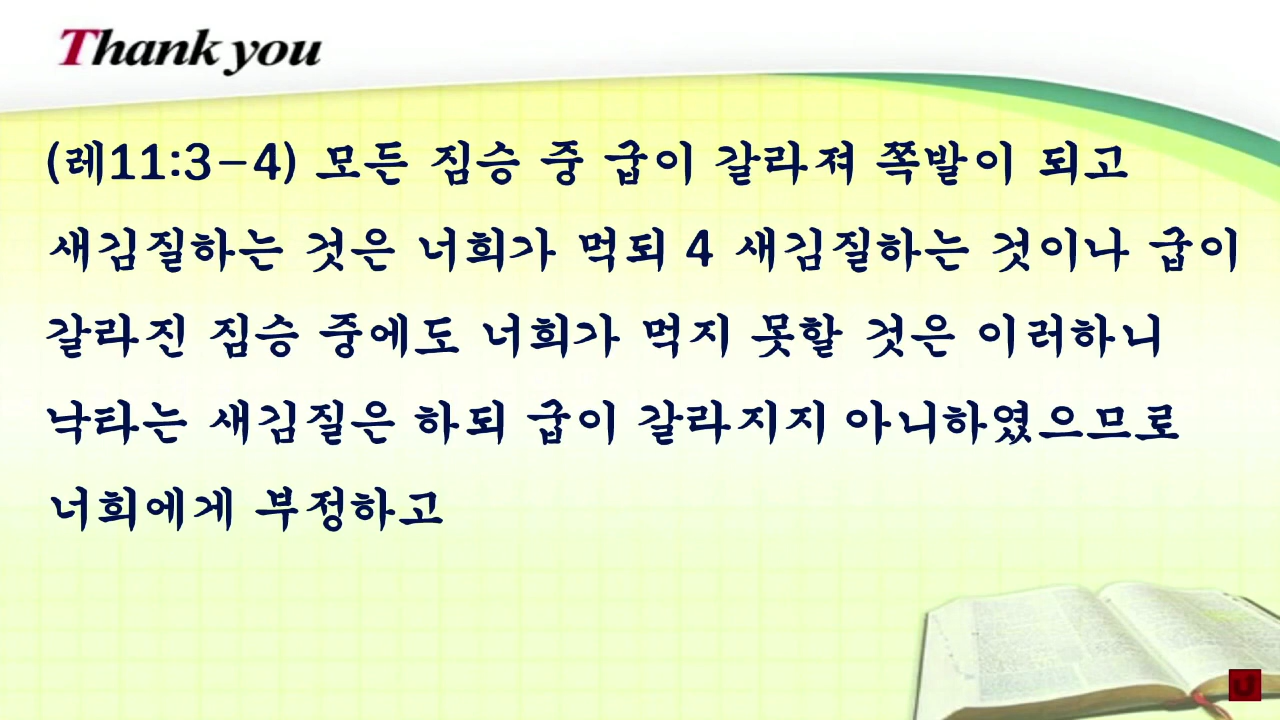 Thank you
(레11:3-4) 모든 짐승 중 굽이 갈라져 쪽발이 되고
새김질하는 것은 너희가 먹되 4 새김질하는 것이나 굽이
갈라진 짐승 중에도 너희가 먹지 못할 것은 이러하니
낙타는 새김질은 하되 굽이 갈라지지 아니하였으므로
너희에게 부정하고